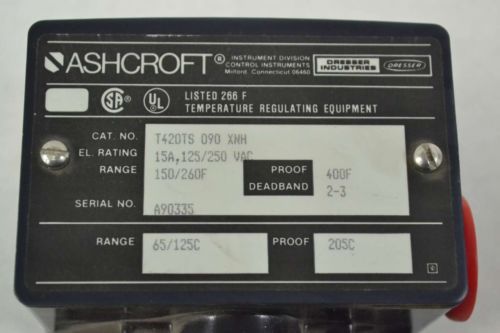 ASHCROFT®
INSTRUMENT DIVISION
CONTROL INSTRUMENTS
Milford, Connecticut 06460
DRESSER
INDUSTRIES
DRESSER
SA ® UL ® LISTED 266 F
TEMPERATURE REGULATING EQUIPMENT
CAT. NO. T420TS 090 XNH
EL. RATING 15A,125/250 VAC
RANGE 150/260F PROOF 400F
DEADBAND 2-3
SERIAL NO. A90335
RANGE 65/125C PROOF 205C